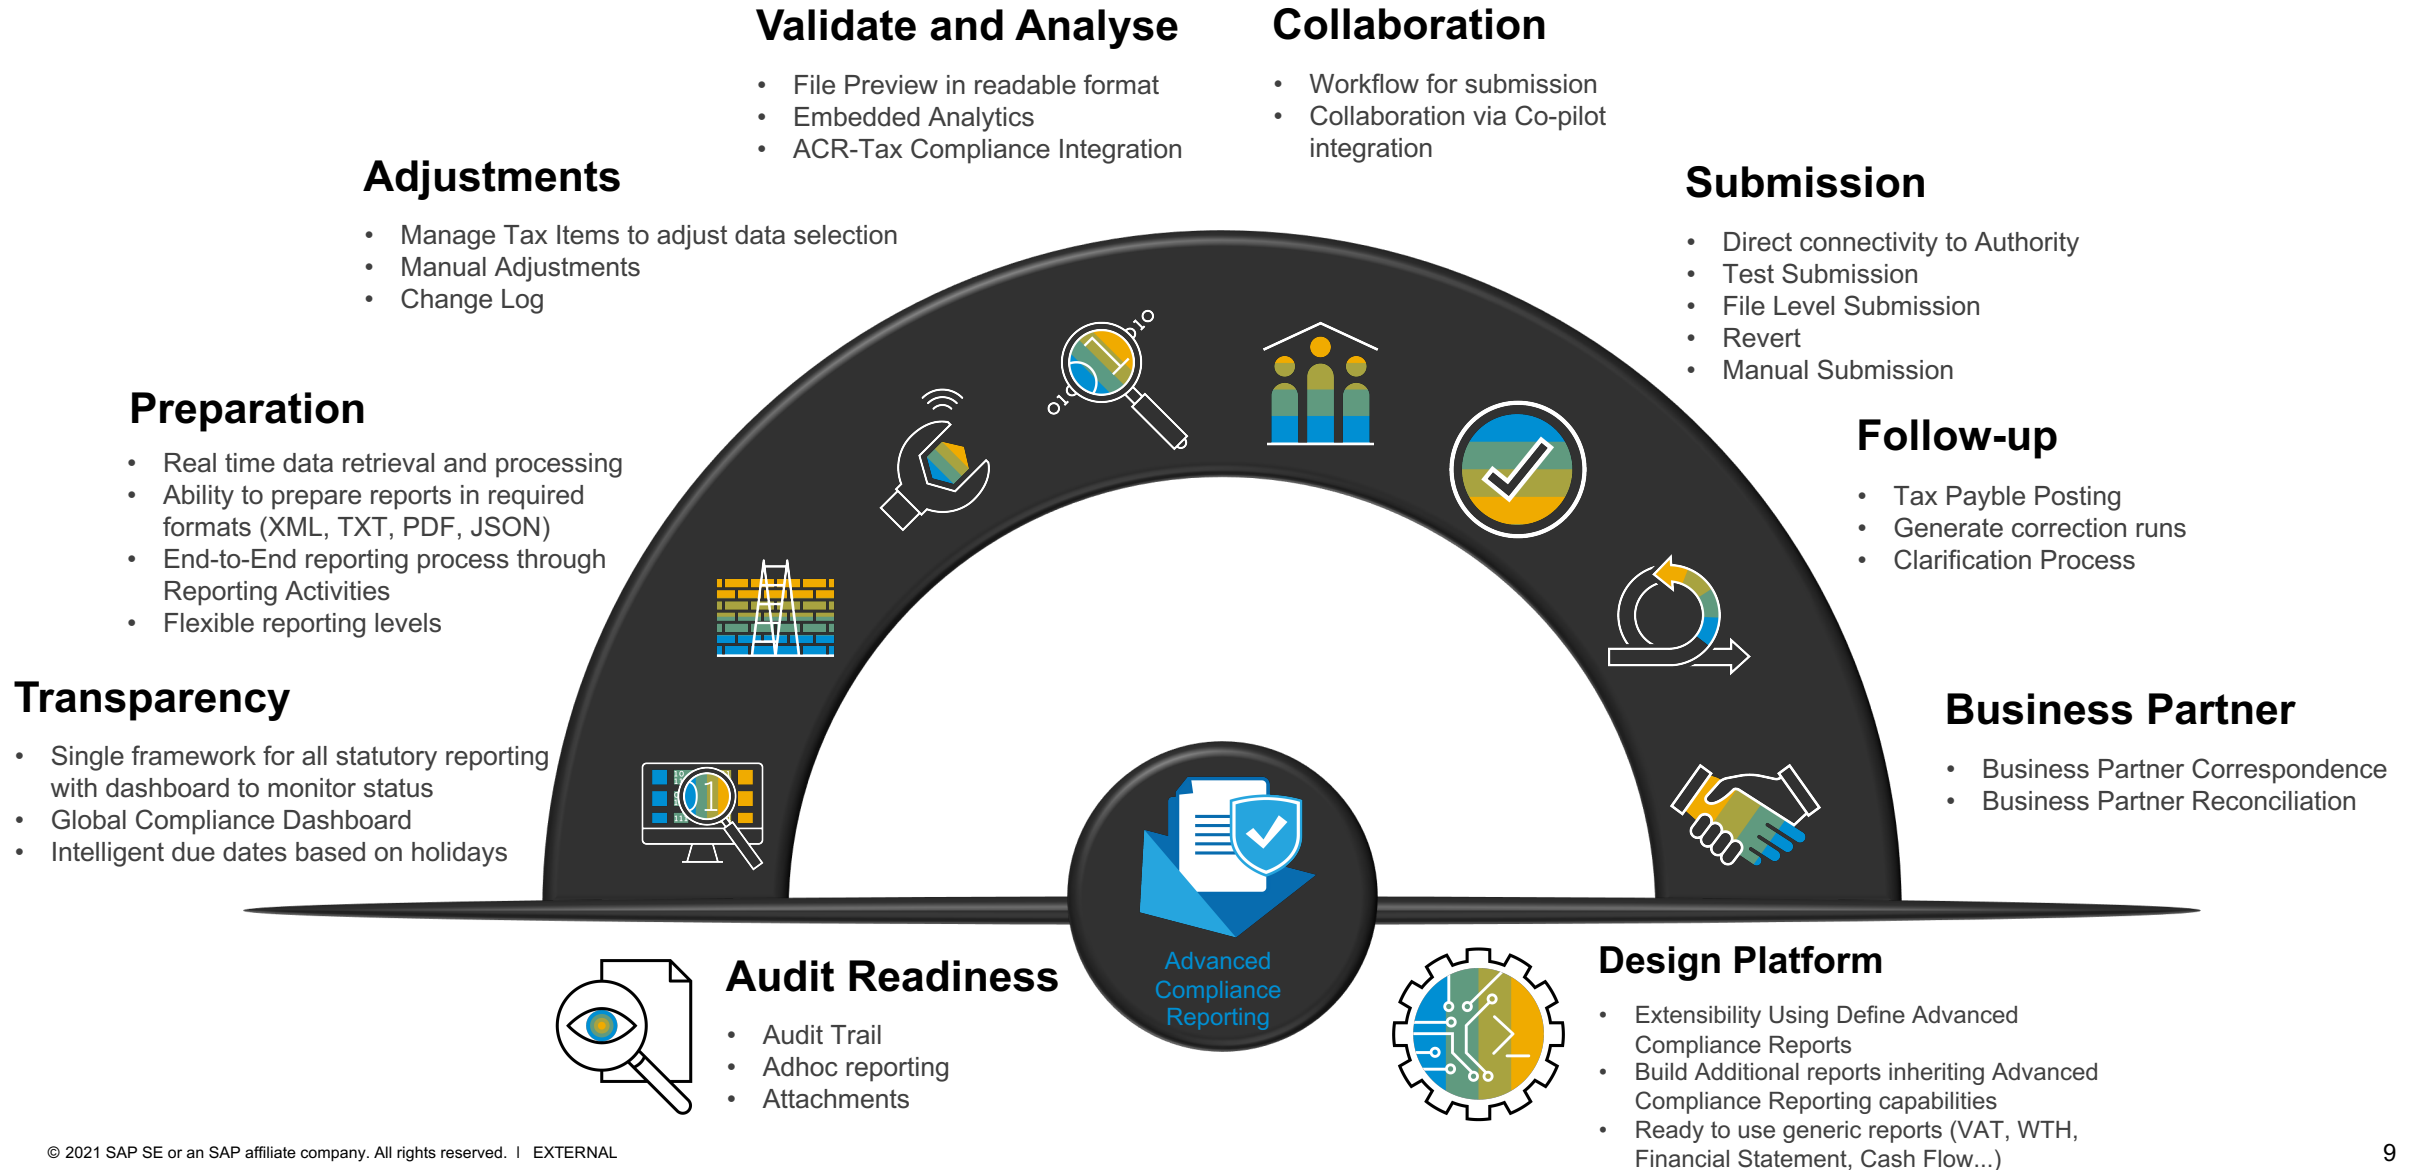 Validate and Analyse
• File Preview in readable format
• Embedded Analytics
• ACR-Tax Compliance Integration
Collaboration
• Workflow for submission
• Collaboration via Co-pilot
integration
Adjustments
• Manage Tax Items to adjust data selection
• Manual Adjustments
• Change Log
Submission
• Direct connectivity to Authority
• Test Submission
• File Level Submission
• Revert
• Manual Submission
Preparation
• Real time data retrieval and processing
• Ability to prepare reports in required
formats (XML, TXT, PDF, JSON)
• End-to-End reporting process through
Reporting Activities
• Flexible reporting levels
Follow-up
• Tax Payble Posting
• Generate correction runs
• Clarification Process
Transparency
• Single framework for all statutory reporting
with dashboard to monitor status
• Global Compliance Dashboard
• Intelligent due dates based on holidays
Business Partner
• Business Partner Correspondence
• Business Partner Reconciliation
Advanced
Compliance
Reporting
Audit Readiness
• Audit Trail
• Adhoc reporting
• Attachments
Design Platform
• Extensibility Using Define Advanced
Compliance Reports
• Build Additional reports inheriting Advanced
Compliance Reporting capabilities
• Ready to use generic reports (VAT, WTH,
Financial Statement, Cash Flow...)
© 2021 SAP SE or an SAP affiliate company. All rights reserved. ǀ EXTERNAL
9